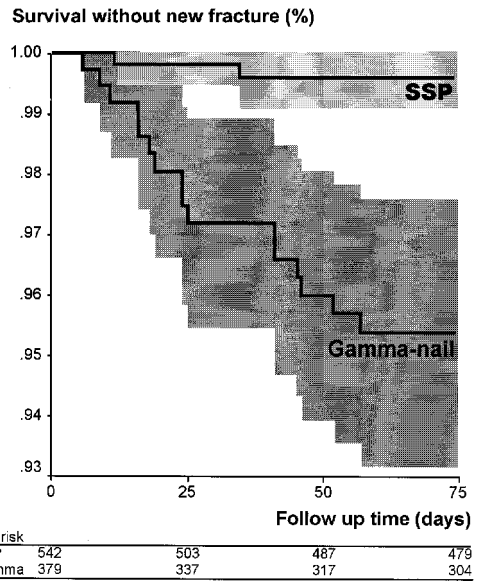 Survival without new fracture (%)
1.00
.99
.98
.97
.96
.95
.94
.93
SSP
Gamma-nail
0 25 50 75
Follow up time (days)
risk
542 503 487 479
379 337 317 304